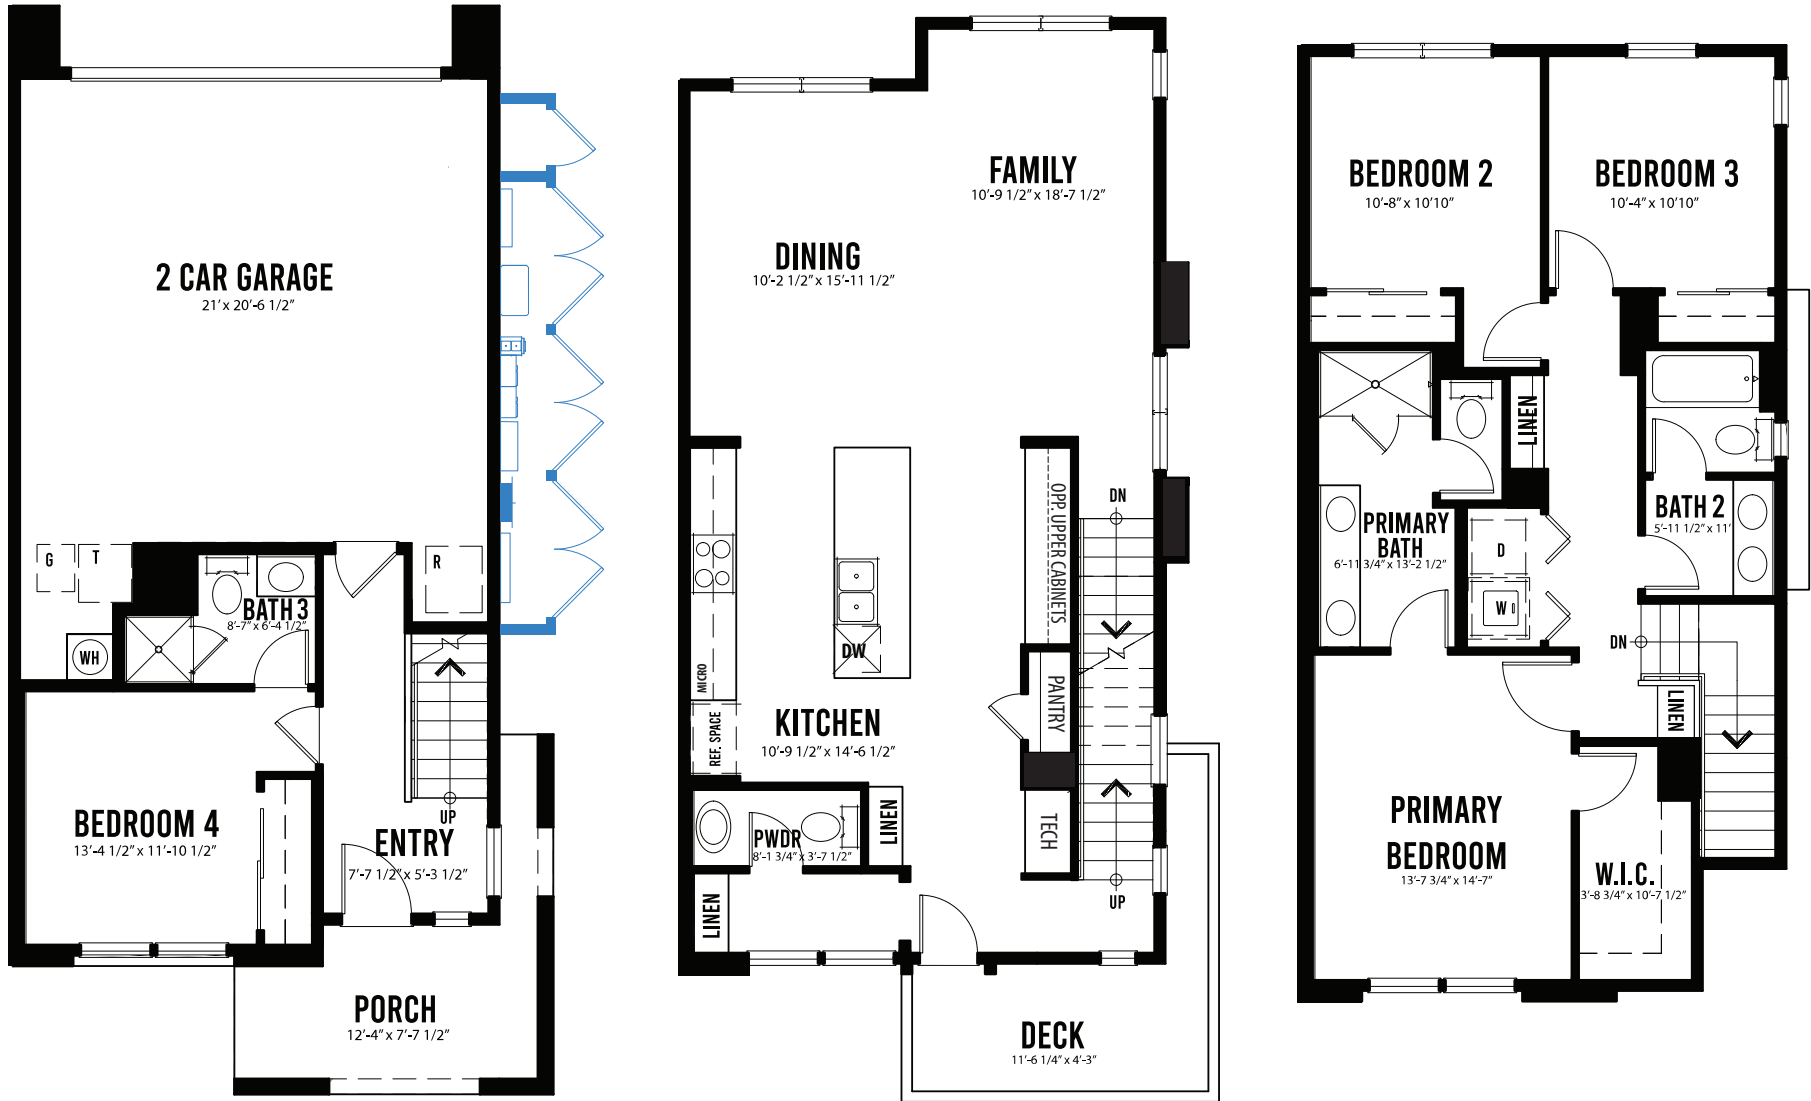 2 CAR GARAGE
21' x 20'-6 1/2"
G
T
R
BATH 3
8'-7" x 6'-4 1/2"
WH
BEDROOM 4
13'-4 1/2" x 11'-10 1/2"
UP
ENTRY
7'-7 1/2" x 5'-3 1/2"
PORCH
12'-4" x 7'-7 1/2"
FAMILY
10'-9 1/2" x 18'-7 1/2"
DINING
10'-2 1/2" x 15'-11 1/2"
OPP. UPPER CABINETS
DN
DW
MICRO
PANTRY
REF. SPACE
KITCHEN
10'-9 1/2" x 14'-6 1/2"
LINEN
TECH
PWDR
8'-1 3/4" x 3'-7 1/2"
UP
LINEN
DECK
11'-6 1/4" x 4'-3"
BEDROOM 2
10'-8" x 10'10"
BEDROOM 3
10'-4" x 10'10"
LINEN
PRIMARY
BATH
6'-11 3/4" x 13'-2 1/2"
BATH 2
5'-11 1/2" x 11'
D
W
DN
LINEN
PRIMARY
BEDROOM
13'-7 3/4" x 14'-7"
W.I.C.
3'-8 3/4" x 10'-7 1/2"